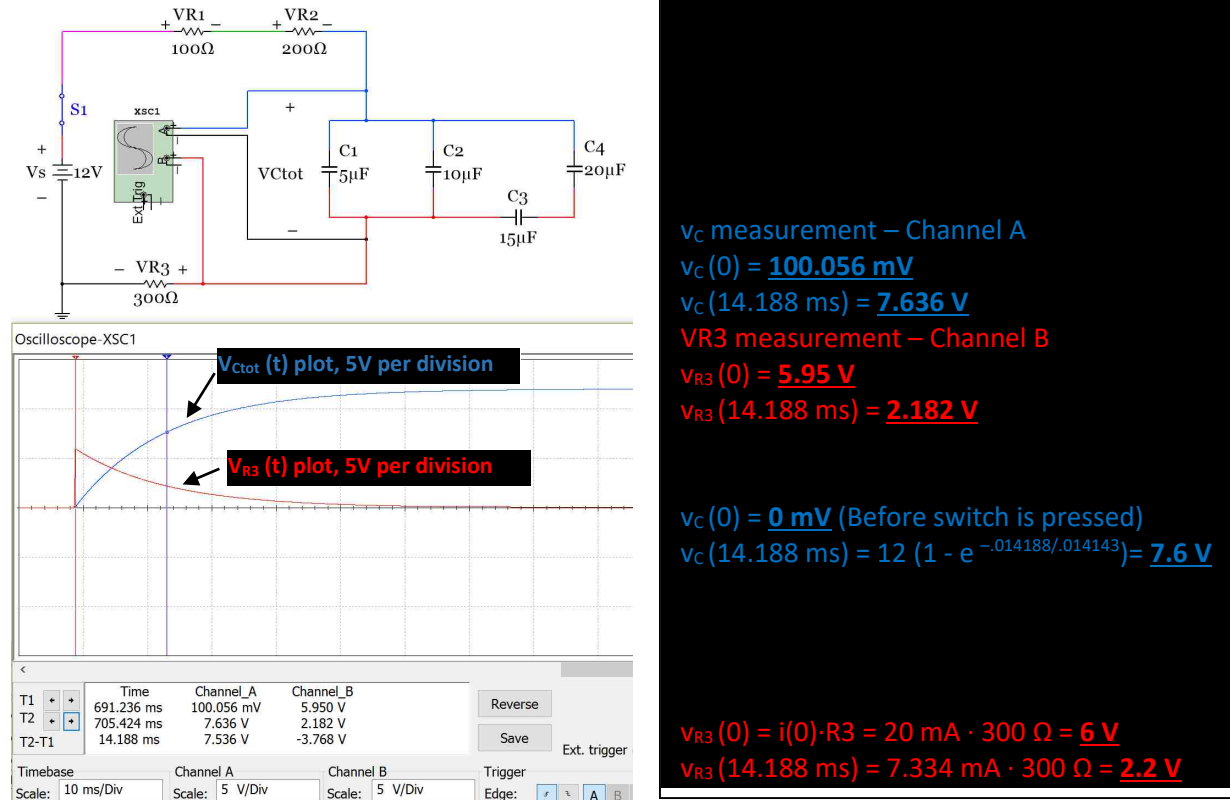 VR1
VR2
+ −
+ −
100Ω
200Ω
S1
XSC1
+
A
B
Ext Trig
+
Vs
12V
−
VCtot
C1
5µF
C2
10µF
C4
20µF
C3
15µF
−
− VR3 +
300Ω
Oscilloscope-XSC1
VCtot (t) plot, 5V per division
VR3 (t) plot, 5V per division
Time Channel_A Channel_B
T1 691.236 ms 100.056 mV 5.950 V
T2 705.424 ms 7.636 V 2.182 V
T2-T1 14.188 ms 7.536 V -3.768 V
Reverse
Save
Ext. trigger
Timebase
Scale: 10 ms/Div
Channel A
Scale: 5 V/Div
Channel B
Scale: 5 V/Div
Trigger
Edge:
A B
vC measurement – Channel A
vC (0) = 100.056 mV
vC (14.188 ms) = 7.636 V
VR3 measurement – Channel B
vR3 (0) = 5.95 V
vR3 (14.188 ms) = 2.182 V
vC (0) = 0 mV (Before switch is pressed)
vC (14.188 ms) = 12 (1 - e –.014188/.014143)= 7.6 V
vR3 (0) = i(0)·R3 = 20 mA · 300 Ω = 6 V
vR3 (14.188 ms) = 7.334 mA · 300 Ω = 2.2 V